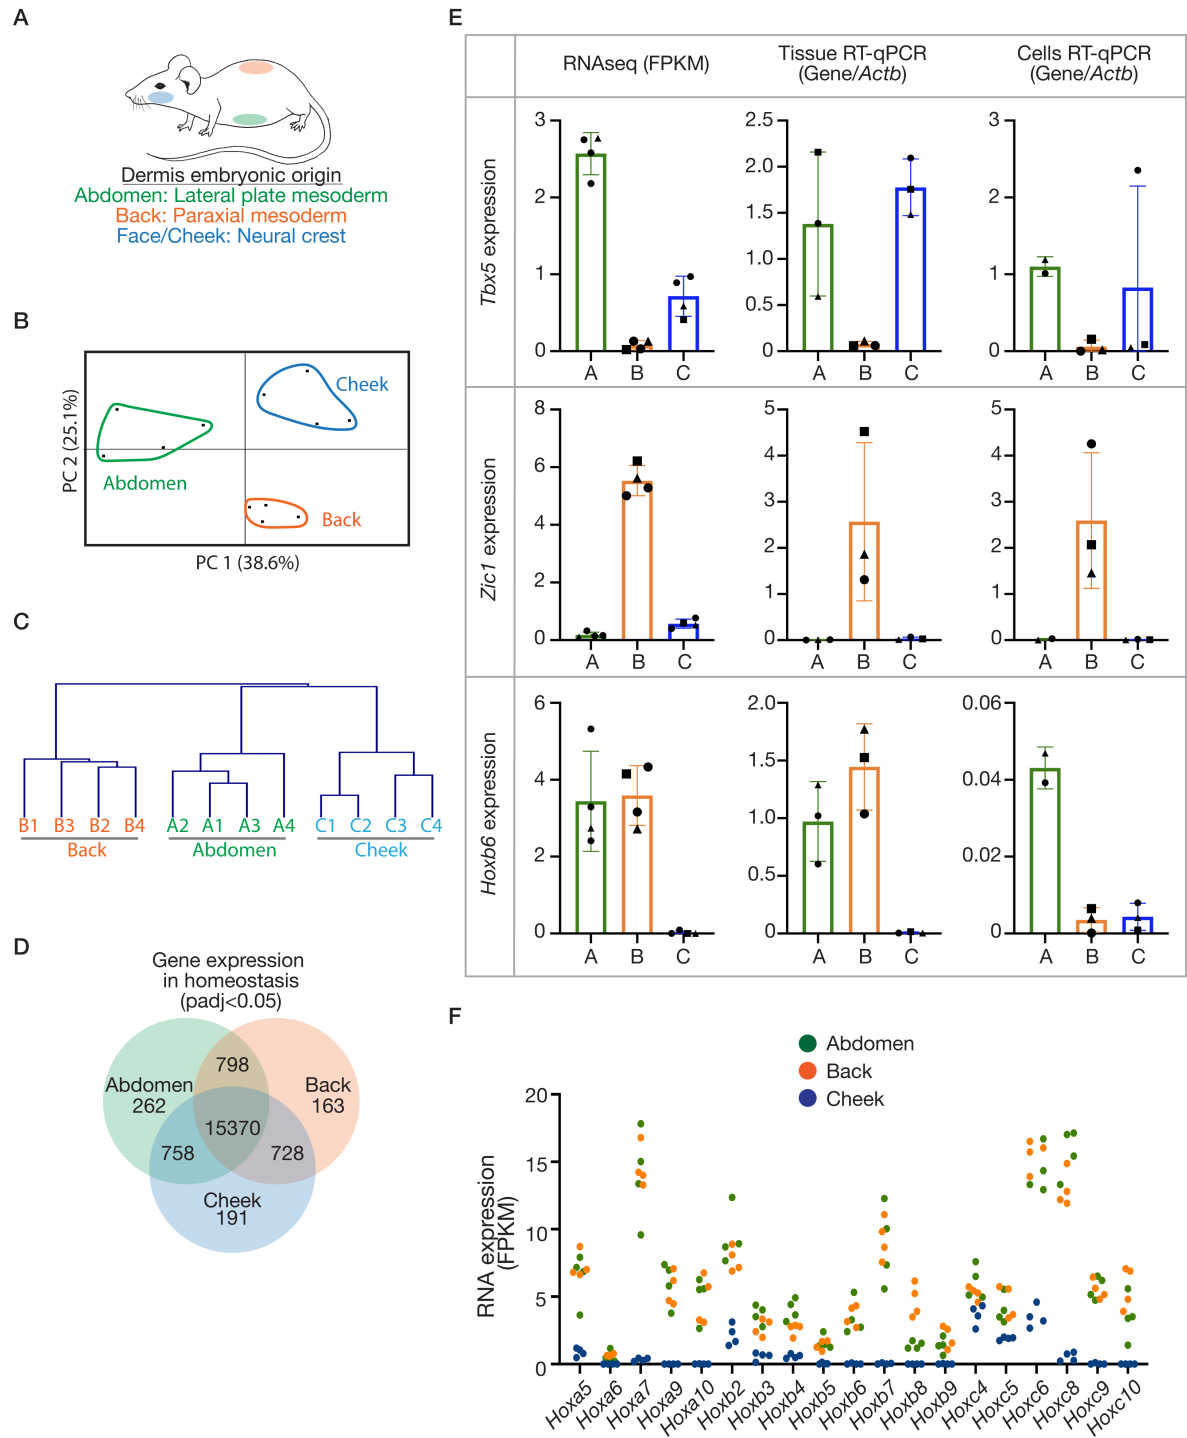 A
Dermis embryonic origin
Abdomen: Lateral plate mesoderm
Back: Paraxial mesoderm
Face/Cheek: Neural crest
B
PC 2 (25.1%)
Cheek
Abdomen
Back
PC 1 (38.6%)
C
B1 B3 B2 B4 A2 A1 A3 A4 C1 C2 C3 C4
Back Abdomen Cheek
D
Gene expression
in homeostasis
(padj<0.05)
798
Abdomen
262
Back
163
15370
758
728
Cheek
191
E
RNAseq (FPKM)
Tissue RT-qPCR
(Gene/Actb)
Cells RT-qPCR
(Gene/Actb)
Tbx5 expression
3
2
1
0
A B C
2.5
2.0
1.5
1.0
0.5
0
A B C
3
2
1
0
A B C
Zic1 expression
8
6
4
2
0
A B C
5
4
3
2
1
0
A B C
5
4
3
2
1
0
A B C
Hoxb6 expression
6
4
2
0
A B C
2.0
1.5
1.0
0.5
0
A B C
0.06
0.04
0.02
0
A B C
F
Abdomen
Back
Cheek
RNA expression
(FPKM)
20
15
10
5
0
Hoxa5 Hoxa6 Hoxa7 Hoxa9 Hoxa10 Hoxb2 Hoxb3 Hoxb4 Hoxb5 Hoxb6 Hoxb7 Hoxb8 Hoxb9 Hoxc4 Hoxc5 Hoxc6 Hoxc8 Hoxc9 Hoxc10